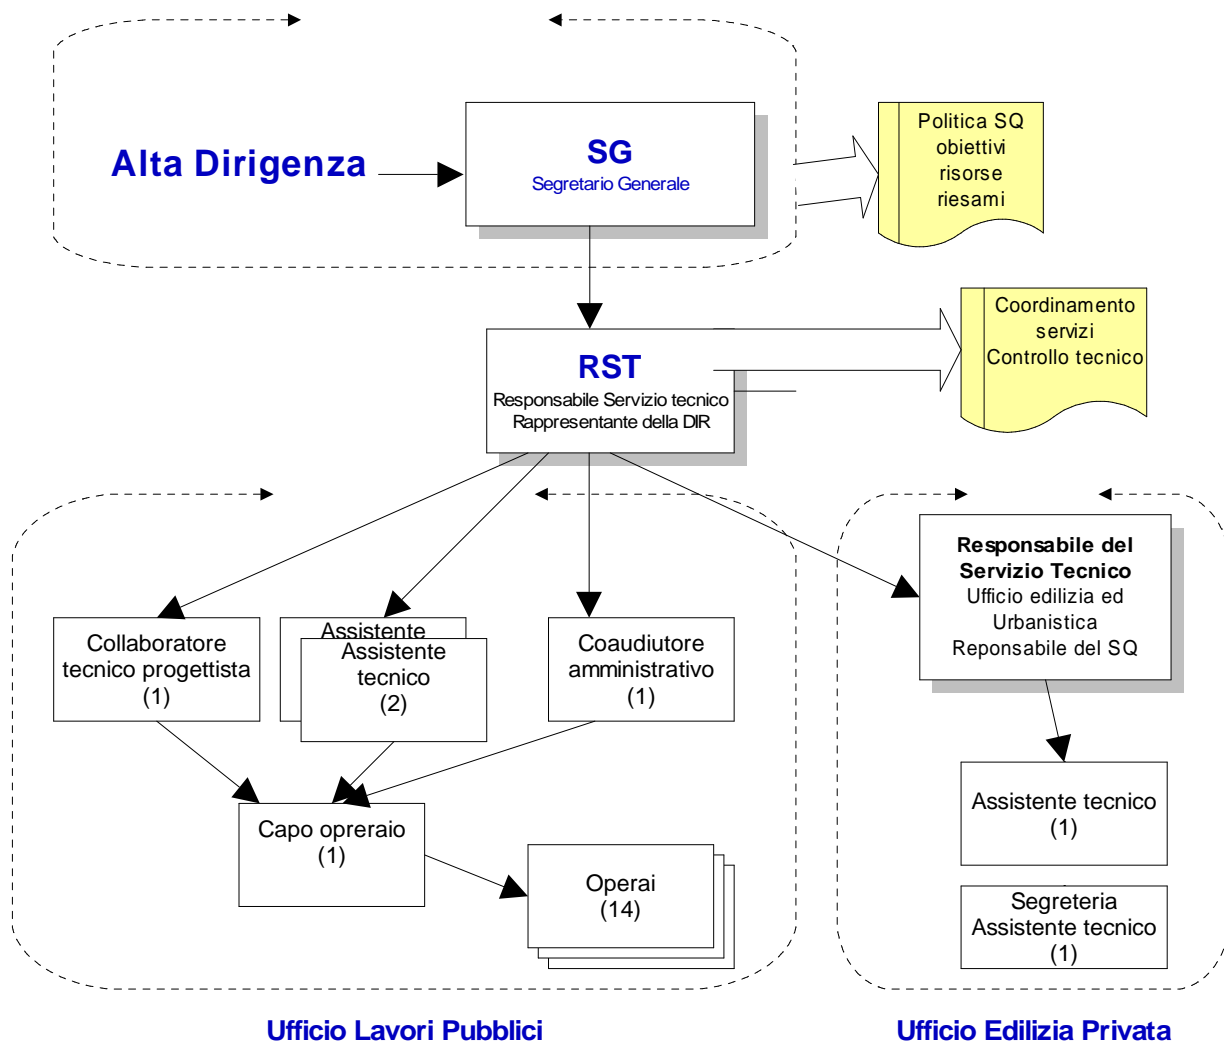 Alta Dirigenza
SG
Segretario Generale
Politica SQ
obiettivi
risorse
riesami
Coordinamento
servizi
Controllo tecnico
RST
Responsabile Servizio tecnico
Rappresentante della DIR
Responsabile del
Servizio Tecnico
Ufficio edilizia ed
Urbanistica
Reponsabile del SQ
Collaboratore
tecnico progettista
(1)
Assistente
Assistente
tecnico
(2)
Coaudiutore
amministrativo
(1)
Capo opreraio
(1)
Operai
(14)
Assistente tecnico
(1)
Segreteria
Assistente tecnico
(1)
Ufficio Lavori Pubblici
Ufficio Edilizia Privata